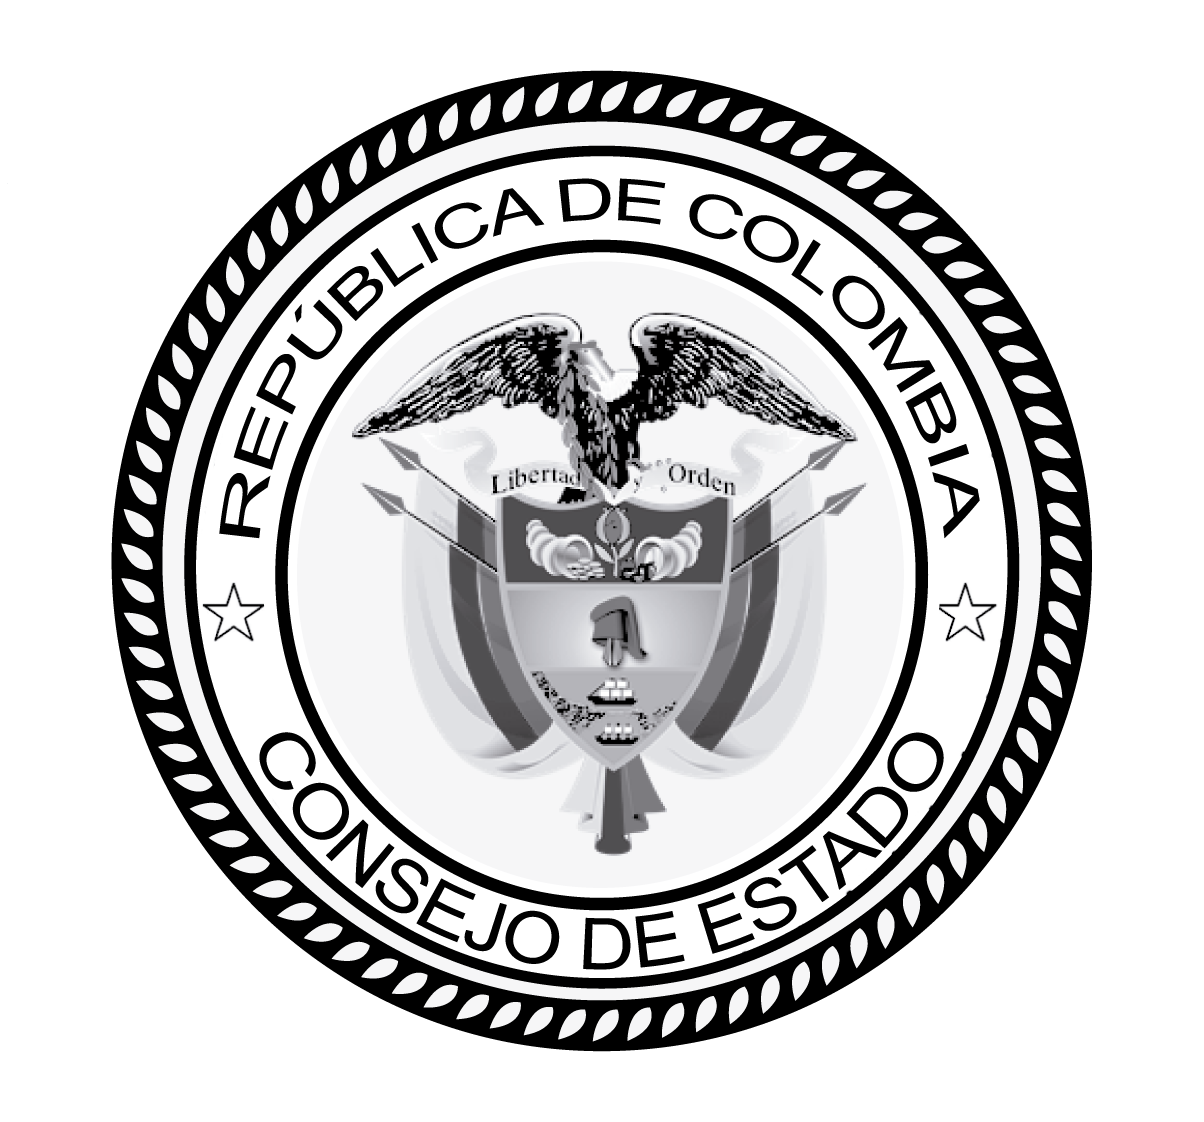 REPÚBLICA DE COLOMBIA
Libertad Orden
CONSEJO DE ESTADO